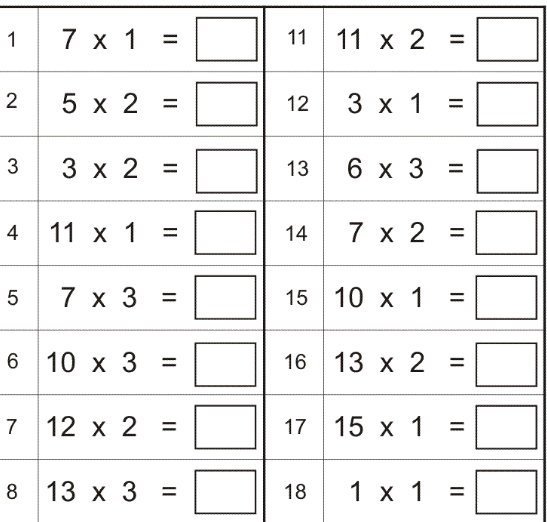 1 7 x 1 = 11 11 x 2 =
2 5 x 2 = 12 3 x 1 =
3 3 x 2 = 13 6 x 3 =
4 11 x 1 = 14 7 x 2 =
5 7 x 3 = 15 10 x 1 =
6 10 x 3 = 16 13 x 2 =
7 12 x 2 = 17 15 x 1 =
8 13 x 3 = 18 1 x 1 =